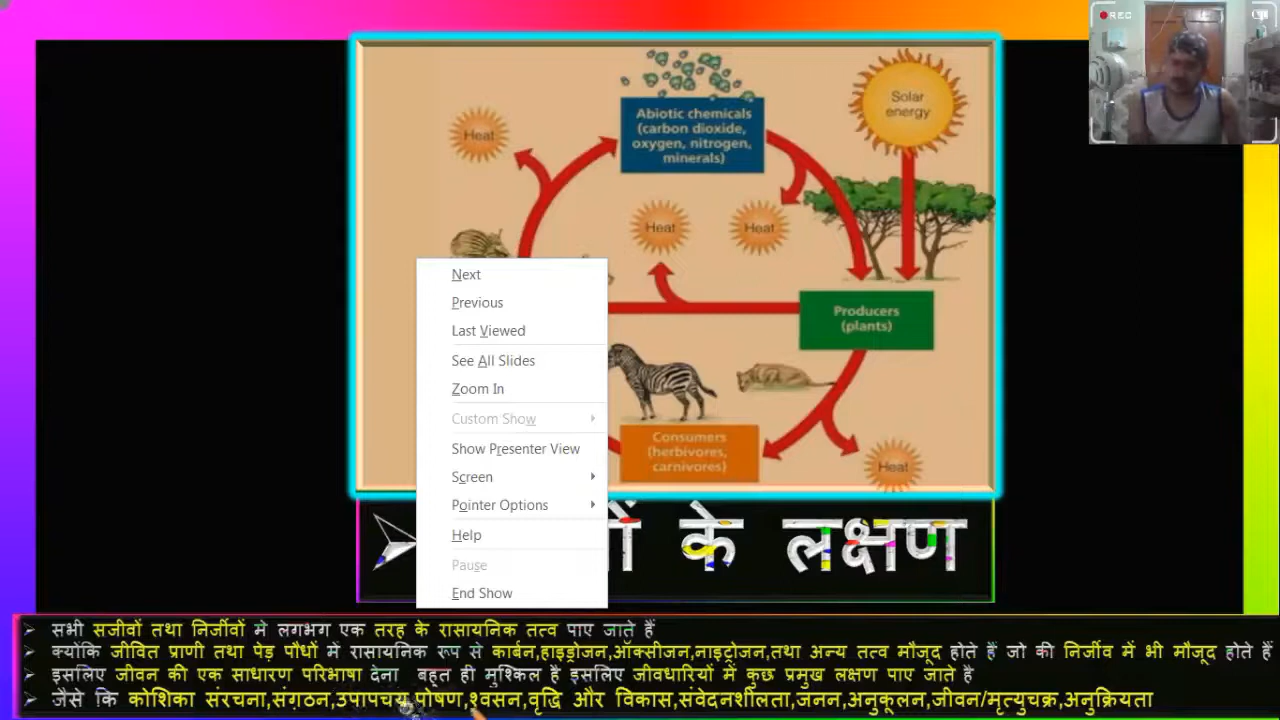 REC
Solar
energy
Abiotic chemicals
(carbon dioxide,
oxygen, nitrogen,
minerals)
Heat
Heat
Heat
Next
Previous
Last Viewed
See All Slides
Zoom In
Custom Show
Show Presenter View
Screen
Pointer Options
Help
Pause
End Show
Producers
(plants)
Consumers
(herbivores,
carnivores)
Heat
के लक्षण
➢ सभी सजीवों तथा निर्जीवों मे लगभग एक तरह के रासायनिक तत्व पाए जाते हैं
➢ क्योंकि जीवित प्राणी तथा पेड़ पौधों में रासायनिक रूप से कार्बन,हाइड्रोजन,ऑक्सीजन,नाइट्रोजन,तथा अन्य तत्व मौजूद होते हैं जो की निर्जीव में भी मौजूद होते हैं
➢ इसलिए जीवन की एक साधारण परिभाषा देना बहुत ही मुश्किल है इसलिए जीवधारियों में कुछ प्रमुख लक्षण पाए जाते है
➢ जैसे कि कोशिका संरचना,संगठन,उपापचय,पोषण,श्वसन,वृद्धि और विकास,संवेदनशीलता,जनन,अनुकूलन,जीवन/मृत्युचक्र,अनुक्रियता